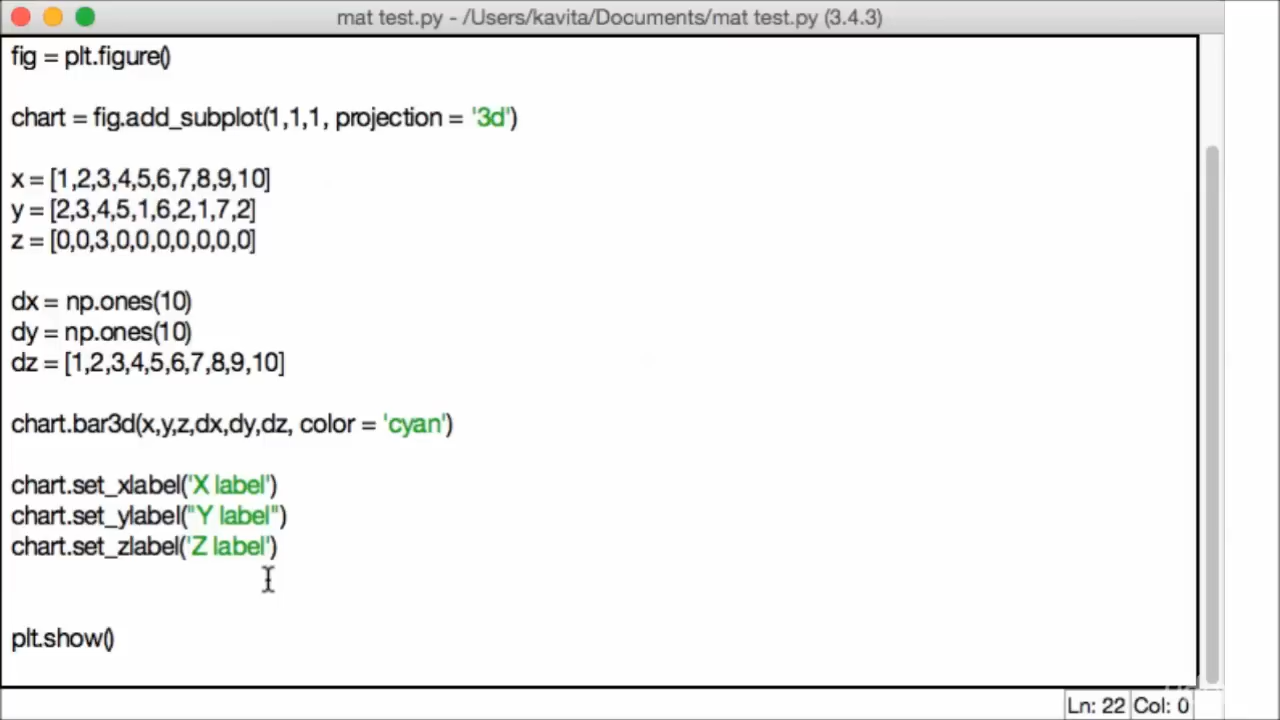 mat test.py - /Users/kavita/Documents/mat test.py (3.4.3)
fig = plt.figure()
chart = fig.add_subplot(1,1,1, projection = '3d')
x = [1,2,3,4,5,6,7,8,9,10]
y = [2,3,4,5,1,6,2,1,7,2]
z = [0,0,3,0,0,0,0,0,0,0]
dx = np.ones(10)
dy = np.ones(10)
dz = [1,2,3,4,5,6,7,8,9,10]
chart.bar3d(x,y,z,dx,dy,dz, color = 'cyan')
chart.set_xlabel('X label')
chart.set_ylabel("Y label")
chart.set_zlabel('Z label')
plt.show()
Ln: 22 Col: 0